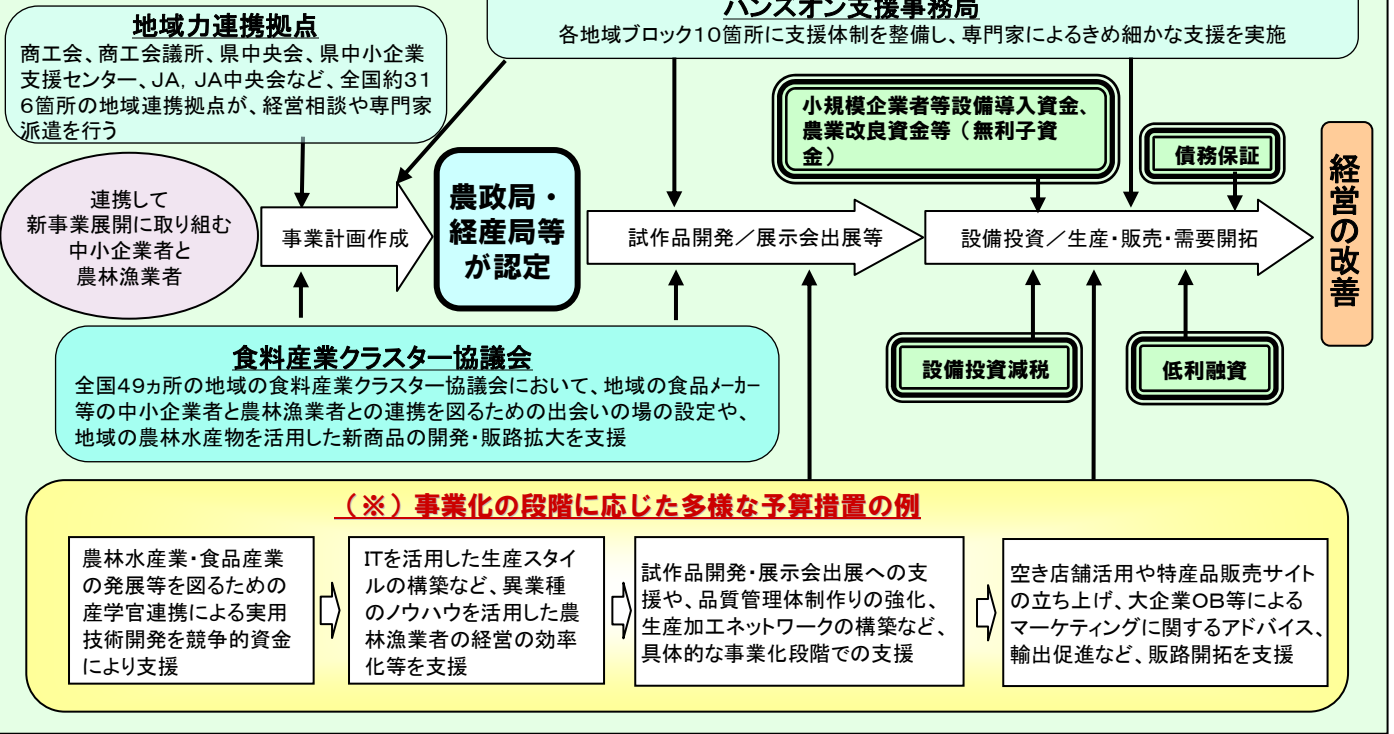 ハンズオン支援事務局
各地域ブロック10箇所に支援体制を整備し、専門家によるきめ細かな支援を実施
地域力連携拠点
商工会、商工会議所、県中央会、県中小企業
支援センター、JA, JA中央会など、全国約31
6箇所の地域連携拠点が、経営相談や専門家
派遣を行う
小規模企業者等設備導入資金、
農業改良資金等（無利子資
金）
債務保証
連携して
新事業展開に取り組む
中小企業者と
農林漁業者
事業計画作成
農政局・
経産局等
が認定
試作品開発／展示会出展等
設備投資／生産・販売・需要開拓
経営の改善
設備投資減税
低利融資
食料産業クラスター協議会
全国49ヵ所の地域の食料産業クラスター協議会において、地域の食品メーカー
等の中小企業者と農林漁業者との連携を図るための出会いの場の設定や、
地域の農林水産物を活用した新商品の開発・販路拡大を支援
（※）事業化の段階に応じた多様な予算措置の例
農林水産業・食品産業
の発展等を図るための
産学官連携による実用
技術開発を競争的資金
により支援
ITを活用した生産スタイ
ルの構築など、異業種
のノウハウを活用した農
林漁業者の経営の効率
化等を支援
試作品開発・展示会出展への支
援や、品質管理体制作りの強化、
生産加工ネットワークの構築など、
具体的な事業化段階での支援
空き店舗活用や特産品販売サイト
の立ち上げ、大企業OB等による
マーケティングに関するアドバイス、
輸出促進など、販路開拓を支援